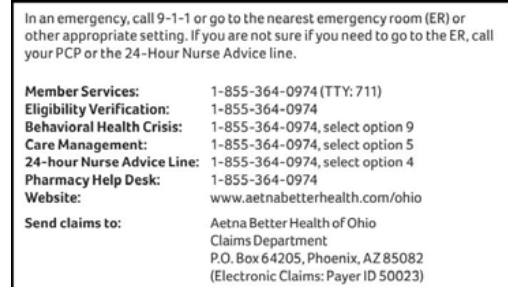 In an emergency, call 9-1-1 or go to the nearest emergency room (ER) or
other appropriate setting. If you are not sure if you need to go to the ER, call
your PCP or the 24-Hour Nurse Advice line.
Member Services: 1-855-364-0974 (TTY: 711)
Eligibility Verification: 1-855-364-0974
Behavioral Health Crisis: 1-855-364-0974, select option 9
Care Management: 1-855-364-0974, select option 5
24-hour Nurse Advice Line: 1-855-364-0974, select option 4
Pharmacy Help Desk: 1-855-364-0974
Website: www.aetnabetterhealth.com/ohio
Send claims to: Aetna Better Health of Ohio
Claims Department
P.O. Box 64205, Phoenix, AZ 85082
(Electronic Claims: Payer ID 50023)